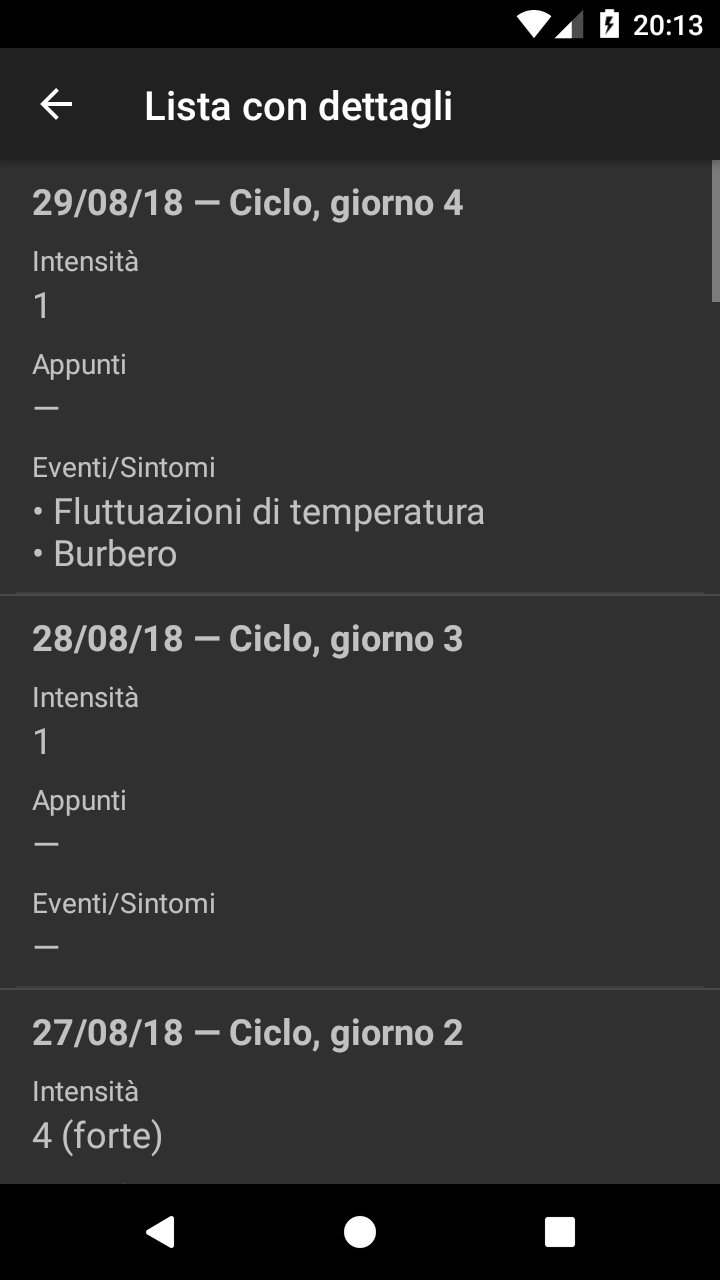 20:13
Lista con dettagli
29/08/18 — Ciclo, giorno 4
Intensità
1
Appunti
—
Eventi/Sintomi
• Fluttuazioni di temperatura
• Burbero
28/08/18 — Ciclo, giorno 3
Intensità
1
Appunti
—
Eventi/Sintomi
—
27/08/18 — Ciclo, giorno 2
Intensità
4 (forte)